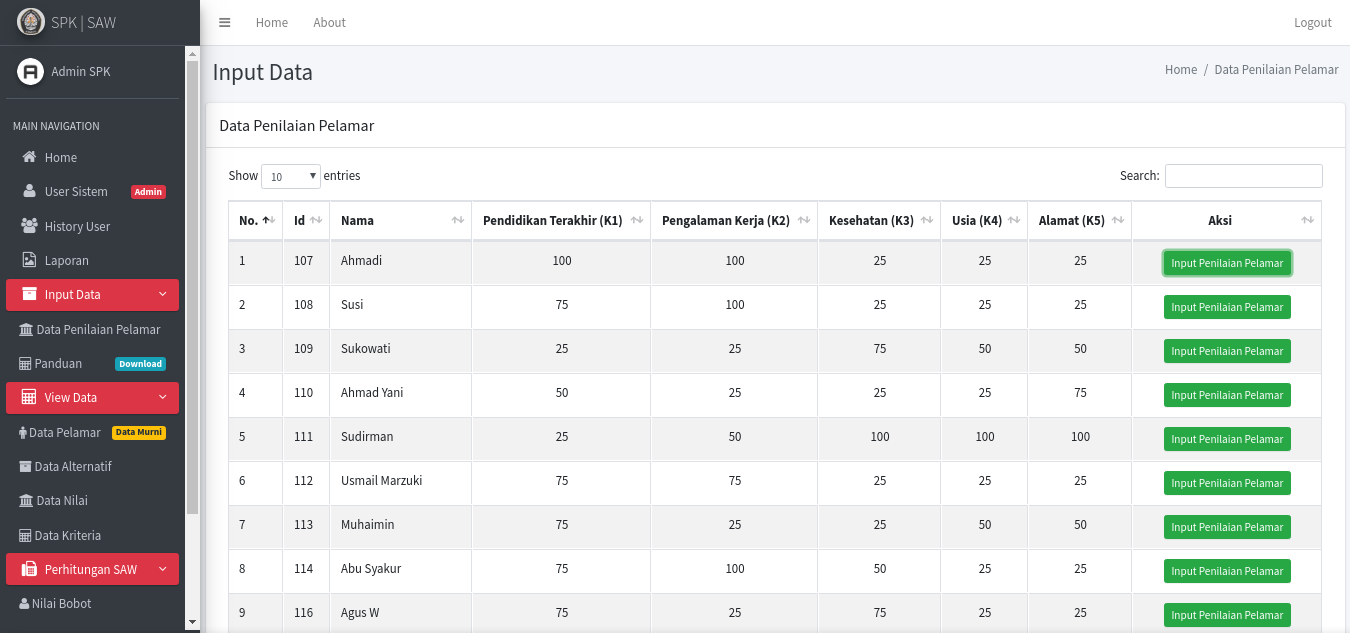 SPK | SAW
Home
About
Logout
Admin SPK
MAIN NAVIGATION
Home
User Sistem Admin
History User
Laporan
Input Data
Data Penilaian Pelamar
Panduan Download
View Data
Data Pelamar Data Murni
Data Alternatif
Data Nilai
Data Kriteria
Perhitungan SAW
Nilai Bobot
Input Data
Home / Data Penilaian Pelamar
Data Penilaian Pelamar
Show 10 entries
Search:
No. Id Nama Pendidikan Terakhir (K1) Pengalaman Kerja (K2) Kesehatan (K3) Usia (K4) Alamat (K5) Aksi
1 107 Ahmadi 100 100 25 25 25 Input Penilaian Pelamar
2 108 Susi 75 100 25 25 25 Input Penilaian Pelamar
3 109 Sukowati 25 25 75 50 50 Input Penilaian Pelamar
4 110 Ahmad Yani 50 25 25 25 75 Input Penilaian Pelamar
5 111 Sudirman 25 50 100 100 100 Input Penilaian Pelamar
6 112 Usmail Marzuki 75 75 25 25 25 Input Penilaian Pelamar
7 113 Muhaimin 75 25 25 50 50 Input Penilaian Pelamar
8 114 Abu Syakur 75 100 50 25 25 Input Penilaian Pelamar
9 116 Agus W 75 25 75 25 25 Input Penilaian Pelamar